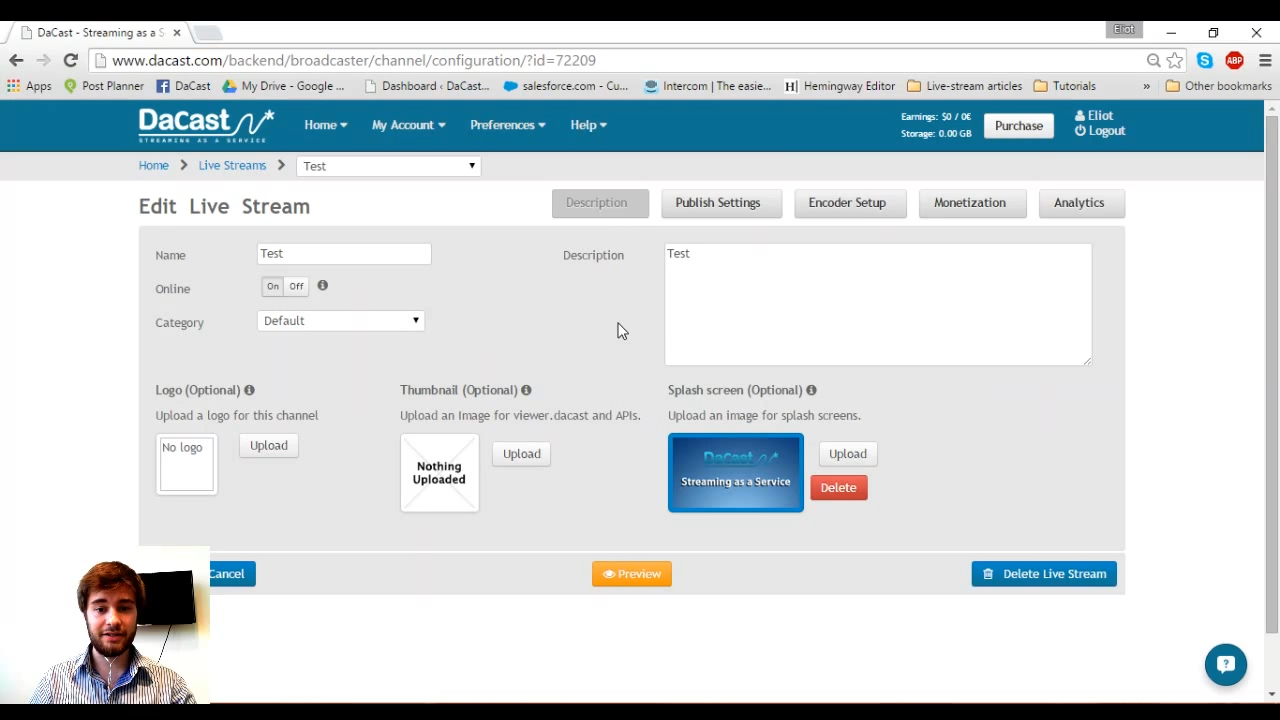 DaCast - Streaming as a S
Eliot
www.dacast.com/backend/broadcaster/channel/configuration/?id=72209
Apps
Post Planner
DaCast
My Drive - Google ...
Dashboard ‹ DaCast...
salesforce.com - Cu...
Intercom | The easie...
Hemingway Editor
Live-stream articles
Tutorials
»
Other bookmarks
ABP
DaCast
STREAMING AS A SERVICE
Home
My Account
Preferences
Help
Earnings: $0 / 0€
Storage: 0.00 GB
Purchase
Eliot
Logout
Home
Live Streams
Test
Edit Live Stream
Description
Publish Settings
Encoder Setup
Monetization
Analytics
Name
Test
Description
Test
Online
On Off
Category
Default
Logo (Optional)
Thumbnail (Optional)
Splash screen (Optional)
Upload a logo for this channel
Upload an Image for viewer.dacast and APIs.
Upload an image for splash screens.
No logo
Upload
Nothing
Uploaded
Upload
DaCast
Streaming as a Service
Upload
Delete
Cancel
Preview
Delete Live Stream